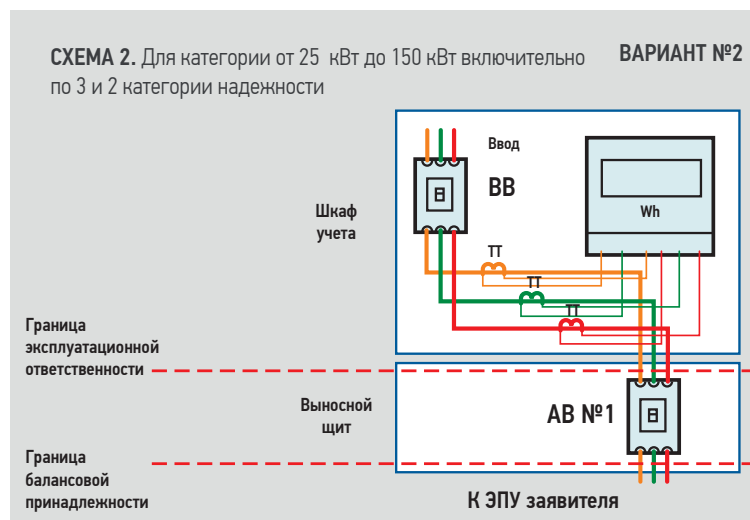 СХЕМА 2. Для категории от 25 кВт до 150 кВт включительно
по 3 и 2 категории надежности
ВАРИАНТ №2
Ввод
ВВ
Wh
Шкаф
учета
ТТ
ТТ
ТТ
Граница
эксплуатационной
ответственности
Выносной
щит
АВ №1
В
Граница
балансовой
принадлежности
К ЭПУ заявителя